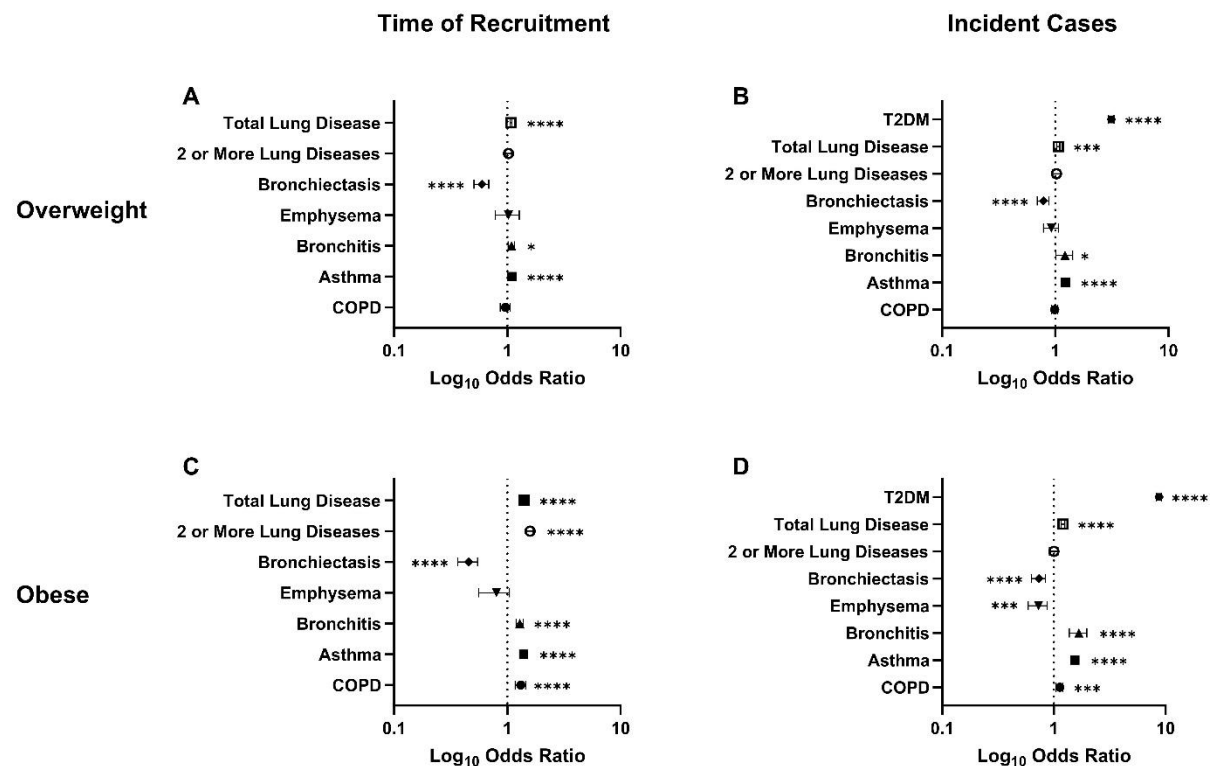 Time of Recruitment
Incident Cases
Overweight
A
Total Lung Disease ****
2 or More Lung Diseases
Bronchiectasis ****
Emphysema
Bronchitis *
Asthma ****
COPD
0.1 1 10
Log10 Odds Ratio
B
T2DM ****
Total Lung Disease ***
2 or More Lung Diseases
Bronchiectasis ****
Emphysema
Bronchitis *
Asthma ****
COPD
0.1 1 10
Log10 Odds Ratio
Obese
C
Total Lung Disease ****
2 or More Lung Diseases ****
Bronchiectasis ****
Emphysema
Bronchitis ****
Asthma ****
COPD ****
0.1 1 10
Log10 Odds Ratio
D
T2DM ****
Total Lung Disease ****
2 or More Lung Diseases
Bronchiectasis ****
Emphysema ***
Bronchitis ****
Asthma ****
COPD ***
0.1 1 10
Log10 Odds Ratio